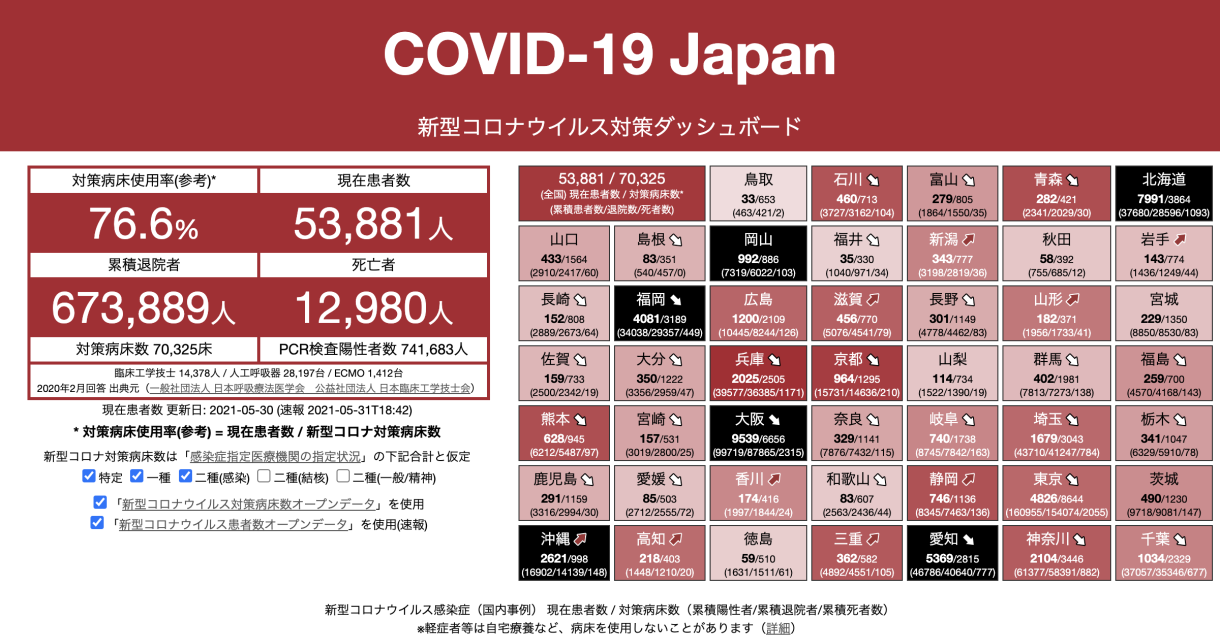 COVID-19 Japan
新型コロナウイルス対策ダッシュボード
対策病床使用率(参考)*
現在患者数
76.6%
53,881人
累積退院者
死亡者
673,889人
12,980人
対策病床数 70,325床
PCR検査陽性者数 741,683人
臨床工学技士 14,378人 / 人工呼吸器 28,197台 / ECMO 1,412台
2020年2月回答 出典元（一般社団法人 日本呼吸療法医学会　公益社団法人 日本臨床工学技士会）
現在患者数 更新日: 2021-05-30 (速報 2021-05-31T18:42)
* 対策病床使用率(参考) = 現在患者数 / 新型コロナ対策病床数
新型コロナ対策病床数は「感染症指定医療機関の指定状況」の下記合計と仮定
特定 一種 二種(感染) 二種(結核) 二種(一般/精神)
「新型コロナウイルス対策病床数オープンデータ」を使用
「新型コロナウイルス患者数オープンデータ」を使用(速報)
53,881 / 70,325
(全国) 現在患者数 / 対策病床数*
(累積患者数/退院数/死者数)
鳥取
33/653
(463/421/2)
石川
460/713
(3727/3162/104)
富山
279/805
(1864/1550/35)
青森
282/421
(2341/2029/30)
北海道
7991/3864
(37680/28596/1093)
山口
433/1564
(2910/2417/60)
島根
83/351
(540/457/0)
岡山
992/886
(7319/6022/103)
福井
35/330
(1040/971/34)
新潟
343/777
(3198/2819/36)
秋田
58/392
(755/685/12)
岩手
143/774
(1436/1249/44)
長崎
152/808
(2889/2673/64)
福岡
4081/3189
(34038/29357/449)
広島
1200/2109
(10445/8244/126)
滋賀
456/770
(5076/4541/79)
長野
301/1149
(4778/4462/83)
山形
182/371
(1956/1733/41)
宮城
229/1350
(8850/8530/83)
佐賀
159/733
(2500/2342/19)
大分
350/1222
(3356/2959/47)
兵庫
2025/2505
(39577/36385/1171)
京都
964/1295
(15731/14636/210)
山梨
114/734
(1522/1390/19)
群馬
402/1981
(7813/7273/138)
福島
259/700
(4570/4168/143)
熊本
628/945
(6212/5487/97)
宮崎
157/531
(3019/2800/25)
大阪
9539/6656
(99719/87865/2315)
奈良
329/1141
(7876/7432/115)
岐阜
740/1738
(8745/7842/163)
埼玉
1679/3043
(43710/41247/784)
栃木
341/1047
(6329/5910/78)
鹿児島
291/1159
(3316/2994/30)
愛媛
85/503
(2712/2555/72)
香川
174/416
(1997/1844/24)
和歌山
83/607
(2563/2436/44)
静岡
746/1136
(8345/7463/136)
東京
4826/8644
(160955/154074/2055)
茨城
490/1230
(9718/9081/147)
沖縄
2621/998
(16902/14139/148)
高知
218/403
(1448/1210/20)
徳島
59/510
(1631/1511/61)
三重
362/582
(4892/4551/105)
愛知
5369/2815
(46786/40640/777)
神奈川
2104/3446
(61377/58391/882)
千葉
1034/2329
(37057/35346/677)
新型コロナウイルス感染症（国内事例） 現在患者数 / 対策病床数（累積陽性者/累積退院者/累積死者数）
※軽症者等は自宅療養など、病床を使用しないことがあります（詳細）